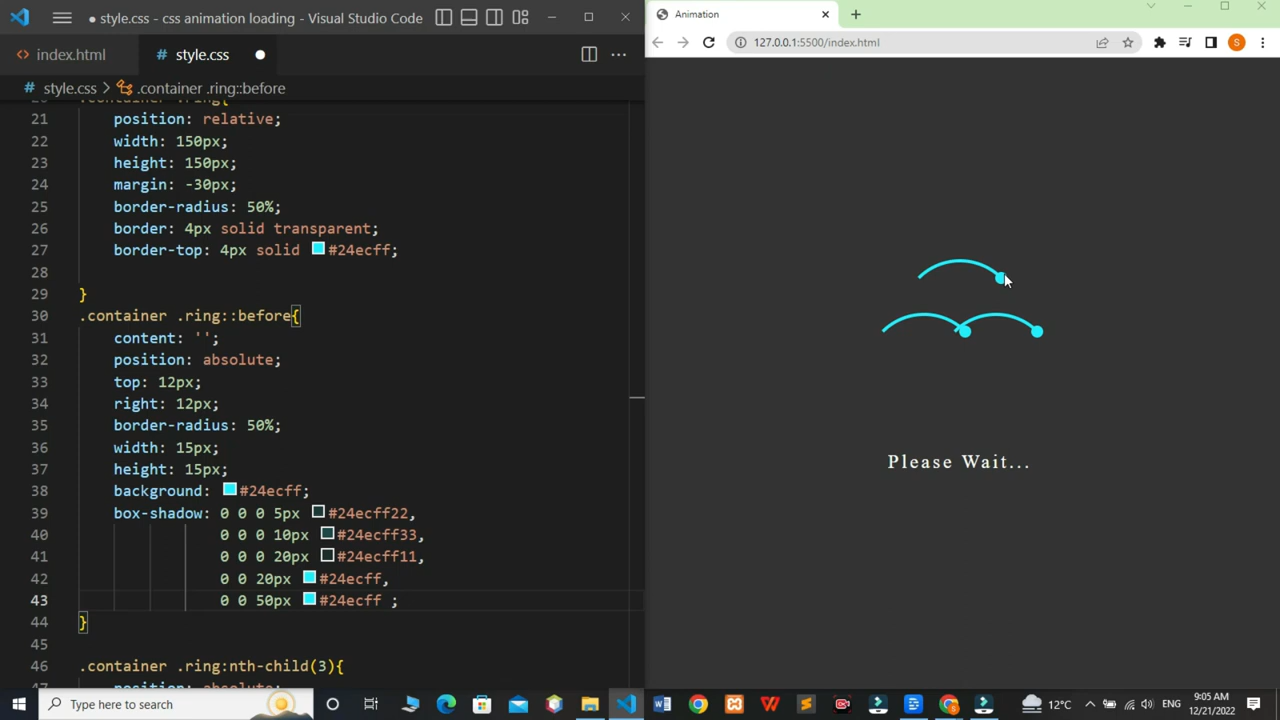 ● style.css - css animation loading - Visual Studio Code
index.html
# style.css ●
# style.css > .container .ring::before
20 .container .ring{
21 position: relative;
22 width: 150px;
23 height: 150px;
24 margin: -30px;
25 border-radius: 50%;
26 border: 4px solid transparent;
27 border-top: 4px solid #24ecff;
28
29 }
30 .container .ring::before{
31 content: '';
32 position: absolute;
33 top: 12px;
34 right: 12px;
35 border-radius: 50%;
36 width: 15px;
37 height: 15px;
38 background: #24ecff;
39 box-shadow: 0 0 0 5px #24ecff22,
40 0 0 0 10px #24ecff33,
41 0 0 0 20px #24ecff11,
42 0 0 20px #24ecff,
43 0 0 50px #24ecff ;
44 }
45
46 .container .ring:nth-child(3){
47 position: absolute;
Animation
127.0.0.1:5500/index.html
S
Please Wait...
Type here to search
12°C
ENG
9:05 AM
12/21/2022